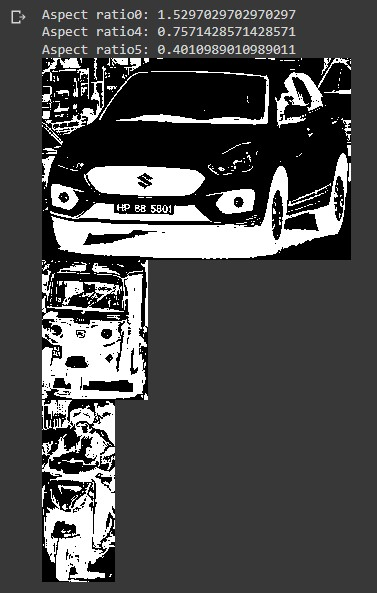 Aspect ratio0: 1.5297029702970297
Aspect ratio4: 0.7571428571428571
Aspect ratio5: 0.4010989010989011
HP 88 5801